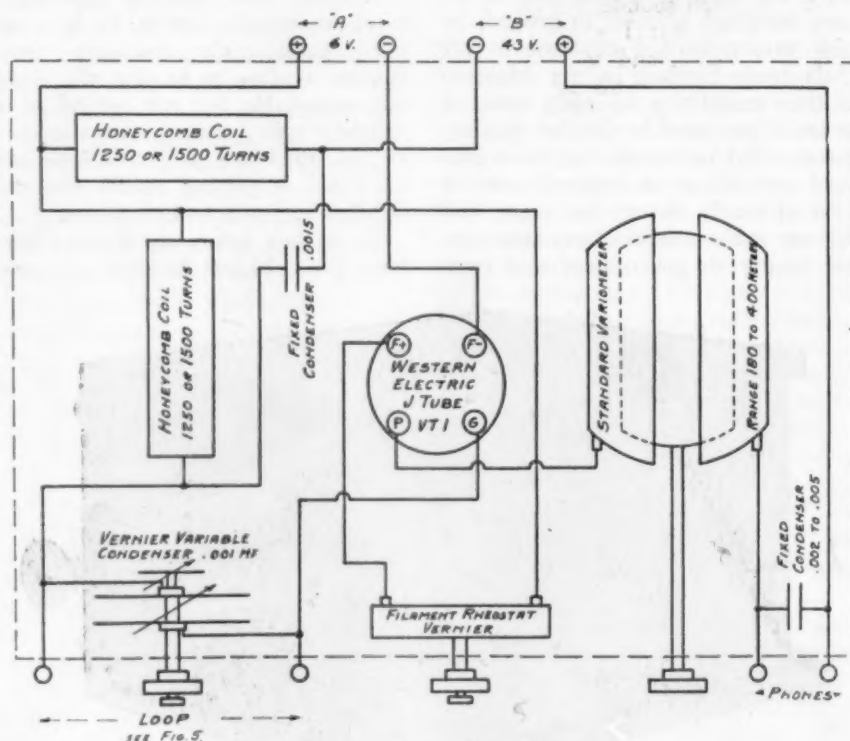 "A"
"B"
6 V.
43 V.
HONEYCOMB COIL
1250 OR 1500 TURNS
HONEYCOMB COIL
1250 OR 1500 TURNS
FIXED
CONDENSER
.0015
F+
F-
WESTERN
ELECTRIC
J TUBE
P
VT1
G
STANDARD VARIOMETER
RANGE 180 TO 400 METERS
VERNIER VARIABLE
CONDENSER .001 MF
FILAMENT RHEOSTAT
VERNIER
FIXED
CONDENSER
.002 TO .005
LOOP
SEE FIG. 5.
PHONES